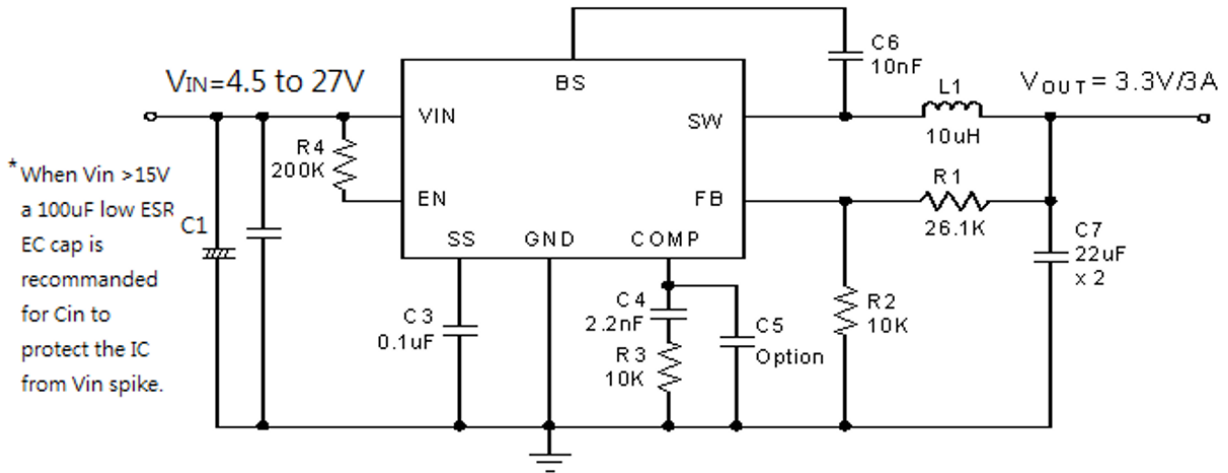 C6
10nF
VIN=4.5 to 27V
BS
L1
VOUT = 3.3V/3A
VIN
SW
10uH
R4
200K
* When Vin >15V
a 100uF low ESR
EC cap is
recommanded
for Cin to
protect the IC
from Vin spike.
C1
EN
FB
R1
26.1K
SS
GND
COMP
C7
22uF
x 2
C3
0.1uF
C4
2.2nF
R3
10K
C5
Option
R2
10K